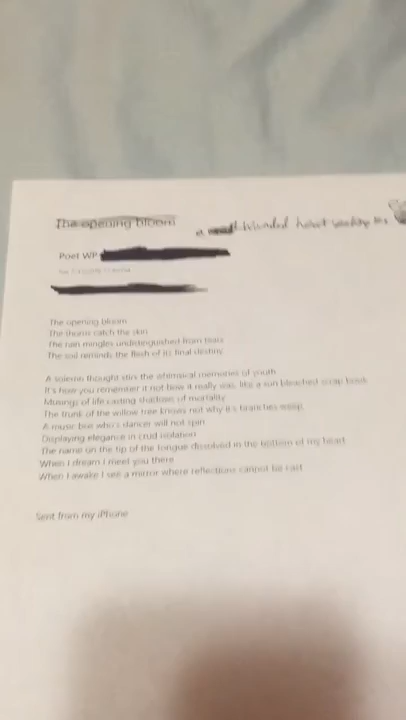 The opening bloom
a wounded heart
Poet WP
The opening bloom
The thorns catch the skin
The rain mingles undistinguished from tears
The soil reminds the flesh of its final destiny
A solemn thought stirs the whimsical memories of youth
It's how you remember it not how it really was, like a sun bleached scrap book
Musings of life casting shadows of mortality
The trunk of the willow tree knows not why it's branches weep
A music box who's dancer will not spin
Displaying elegance in crud isolation
The name on the tip of the tongue dissolved in the bottom of my heart
When I dream I meet you there
When I awake I see a mirror where reflections cannot be cast
Sent from my iPhone